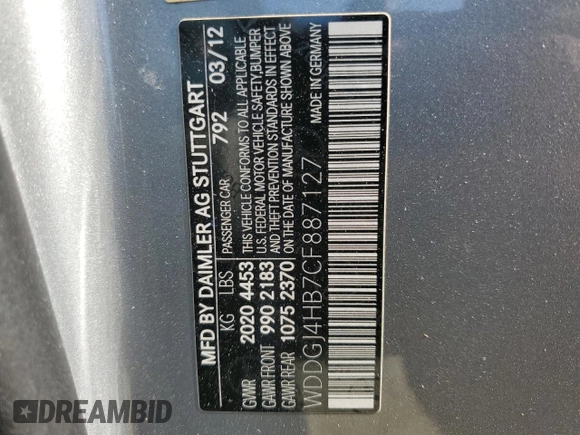 MFD BY DAIMLER AG STUTTGART
KG LBS PASSENGER CAR 792 03/12
GVWR 2020 4453 THIS VEHICLE CONFORMS TO ALL APPLICABLE
GAWR FRONT 990 2183 U.S. FEDERAL MOTOR VEHICLE SAFETY, BUMPER
AND THEFT PREVENTION STANDARDS IN EFFECT
GAWR REAR 1075 2370 ON THE DATE OF MANUFACTURE SHOWN ABOVE
WDDGJ4HB7CF887127 MADE IN GERMANY
DREAMBID